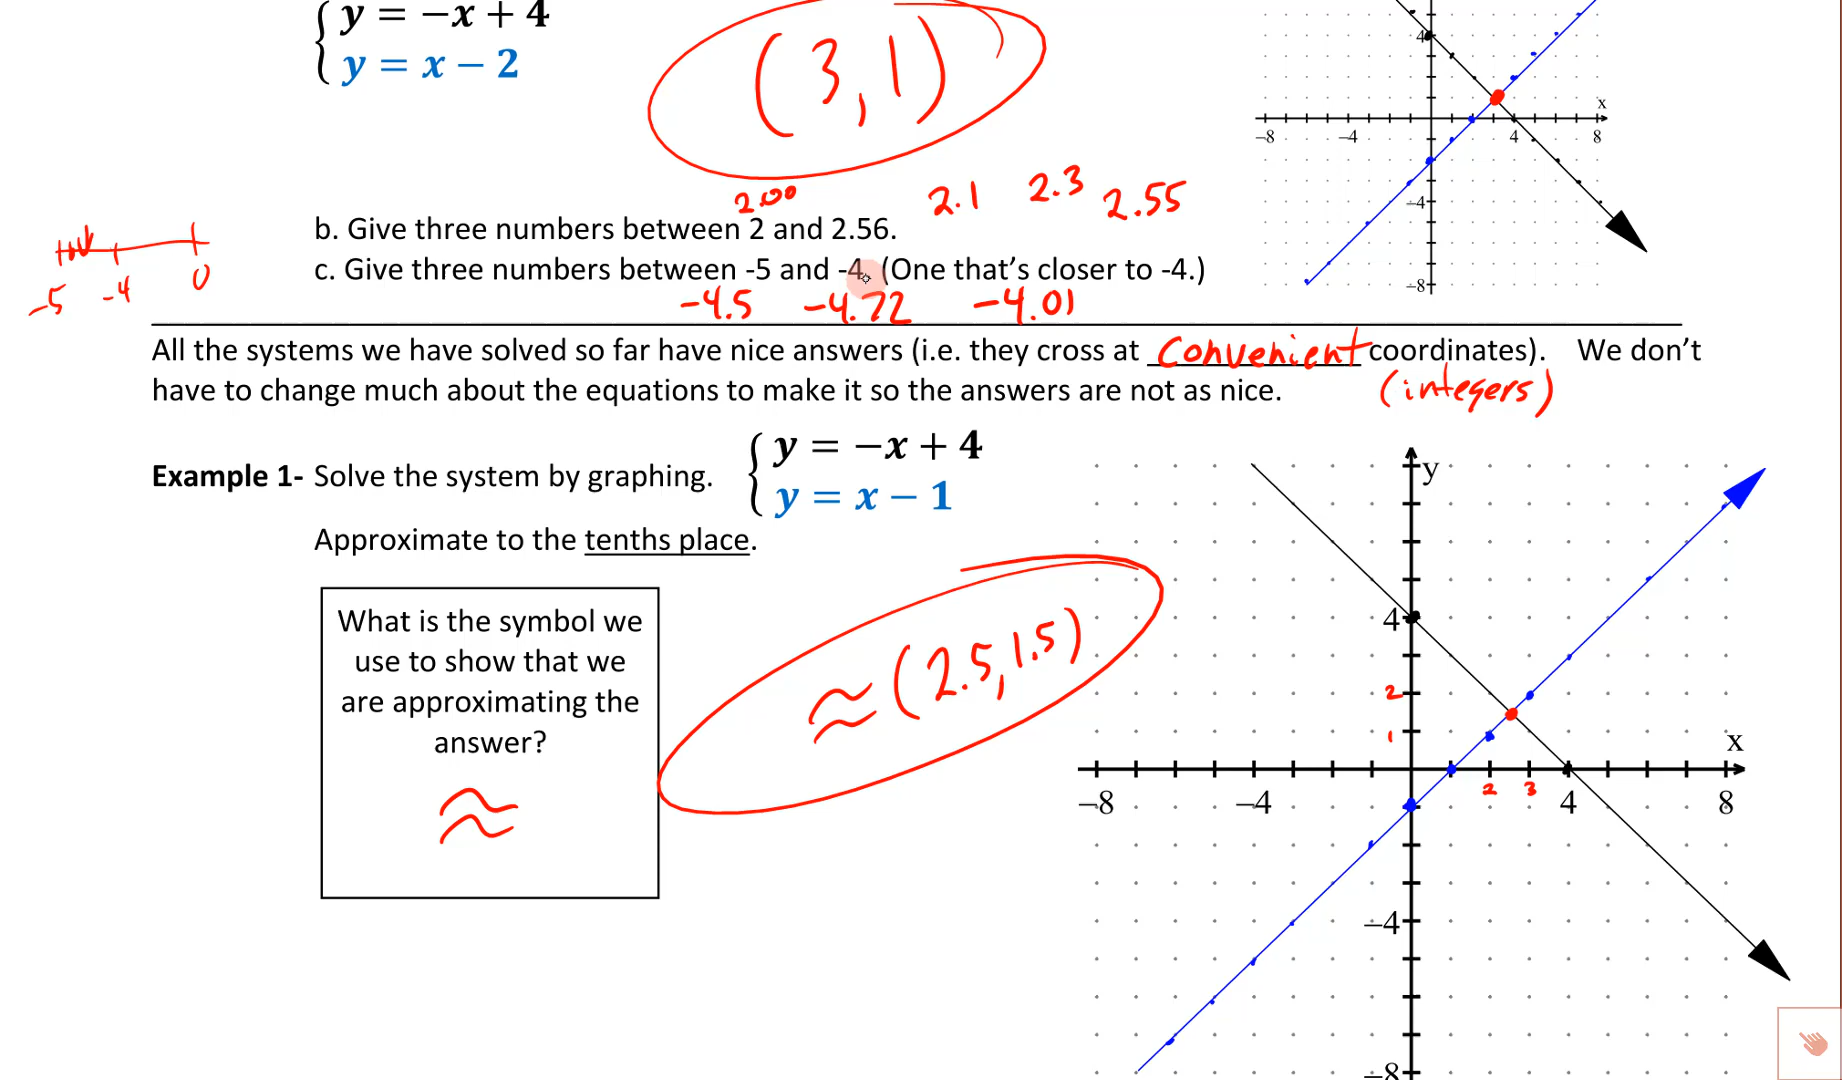 y = −x + 4
y = x − 2
(3, 1)
4
x
−8 −4 4 8
−4
−8
2.00 2.1 2.3 2.55
b. Give three numbers between 2 and 2.56.
c. Give three numbers between -5 and -4. (One that’s closer to -4.)
-5 -4 0
-4.5 -4.72 -4.01
All the systems we have solved so far have nice answers (i.e. they cross at Convenient coordinates). We don’t
have to change much about the equations to make it so the answers are not as nice. (integers)
y = −x + 4
Example 1- Solve the system by graphing.
y = x − 1
Approximate to the tenths place.
What is the symbol we
use to show that we
are approximating the
answer?
≈
≈ (2.5, 1.5)
y
4
2
1
x
2 3
−8 −4 4 8
−4
−8